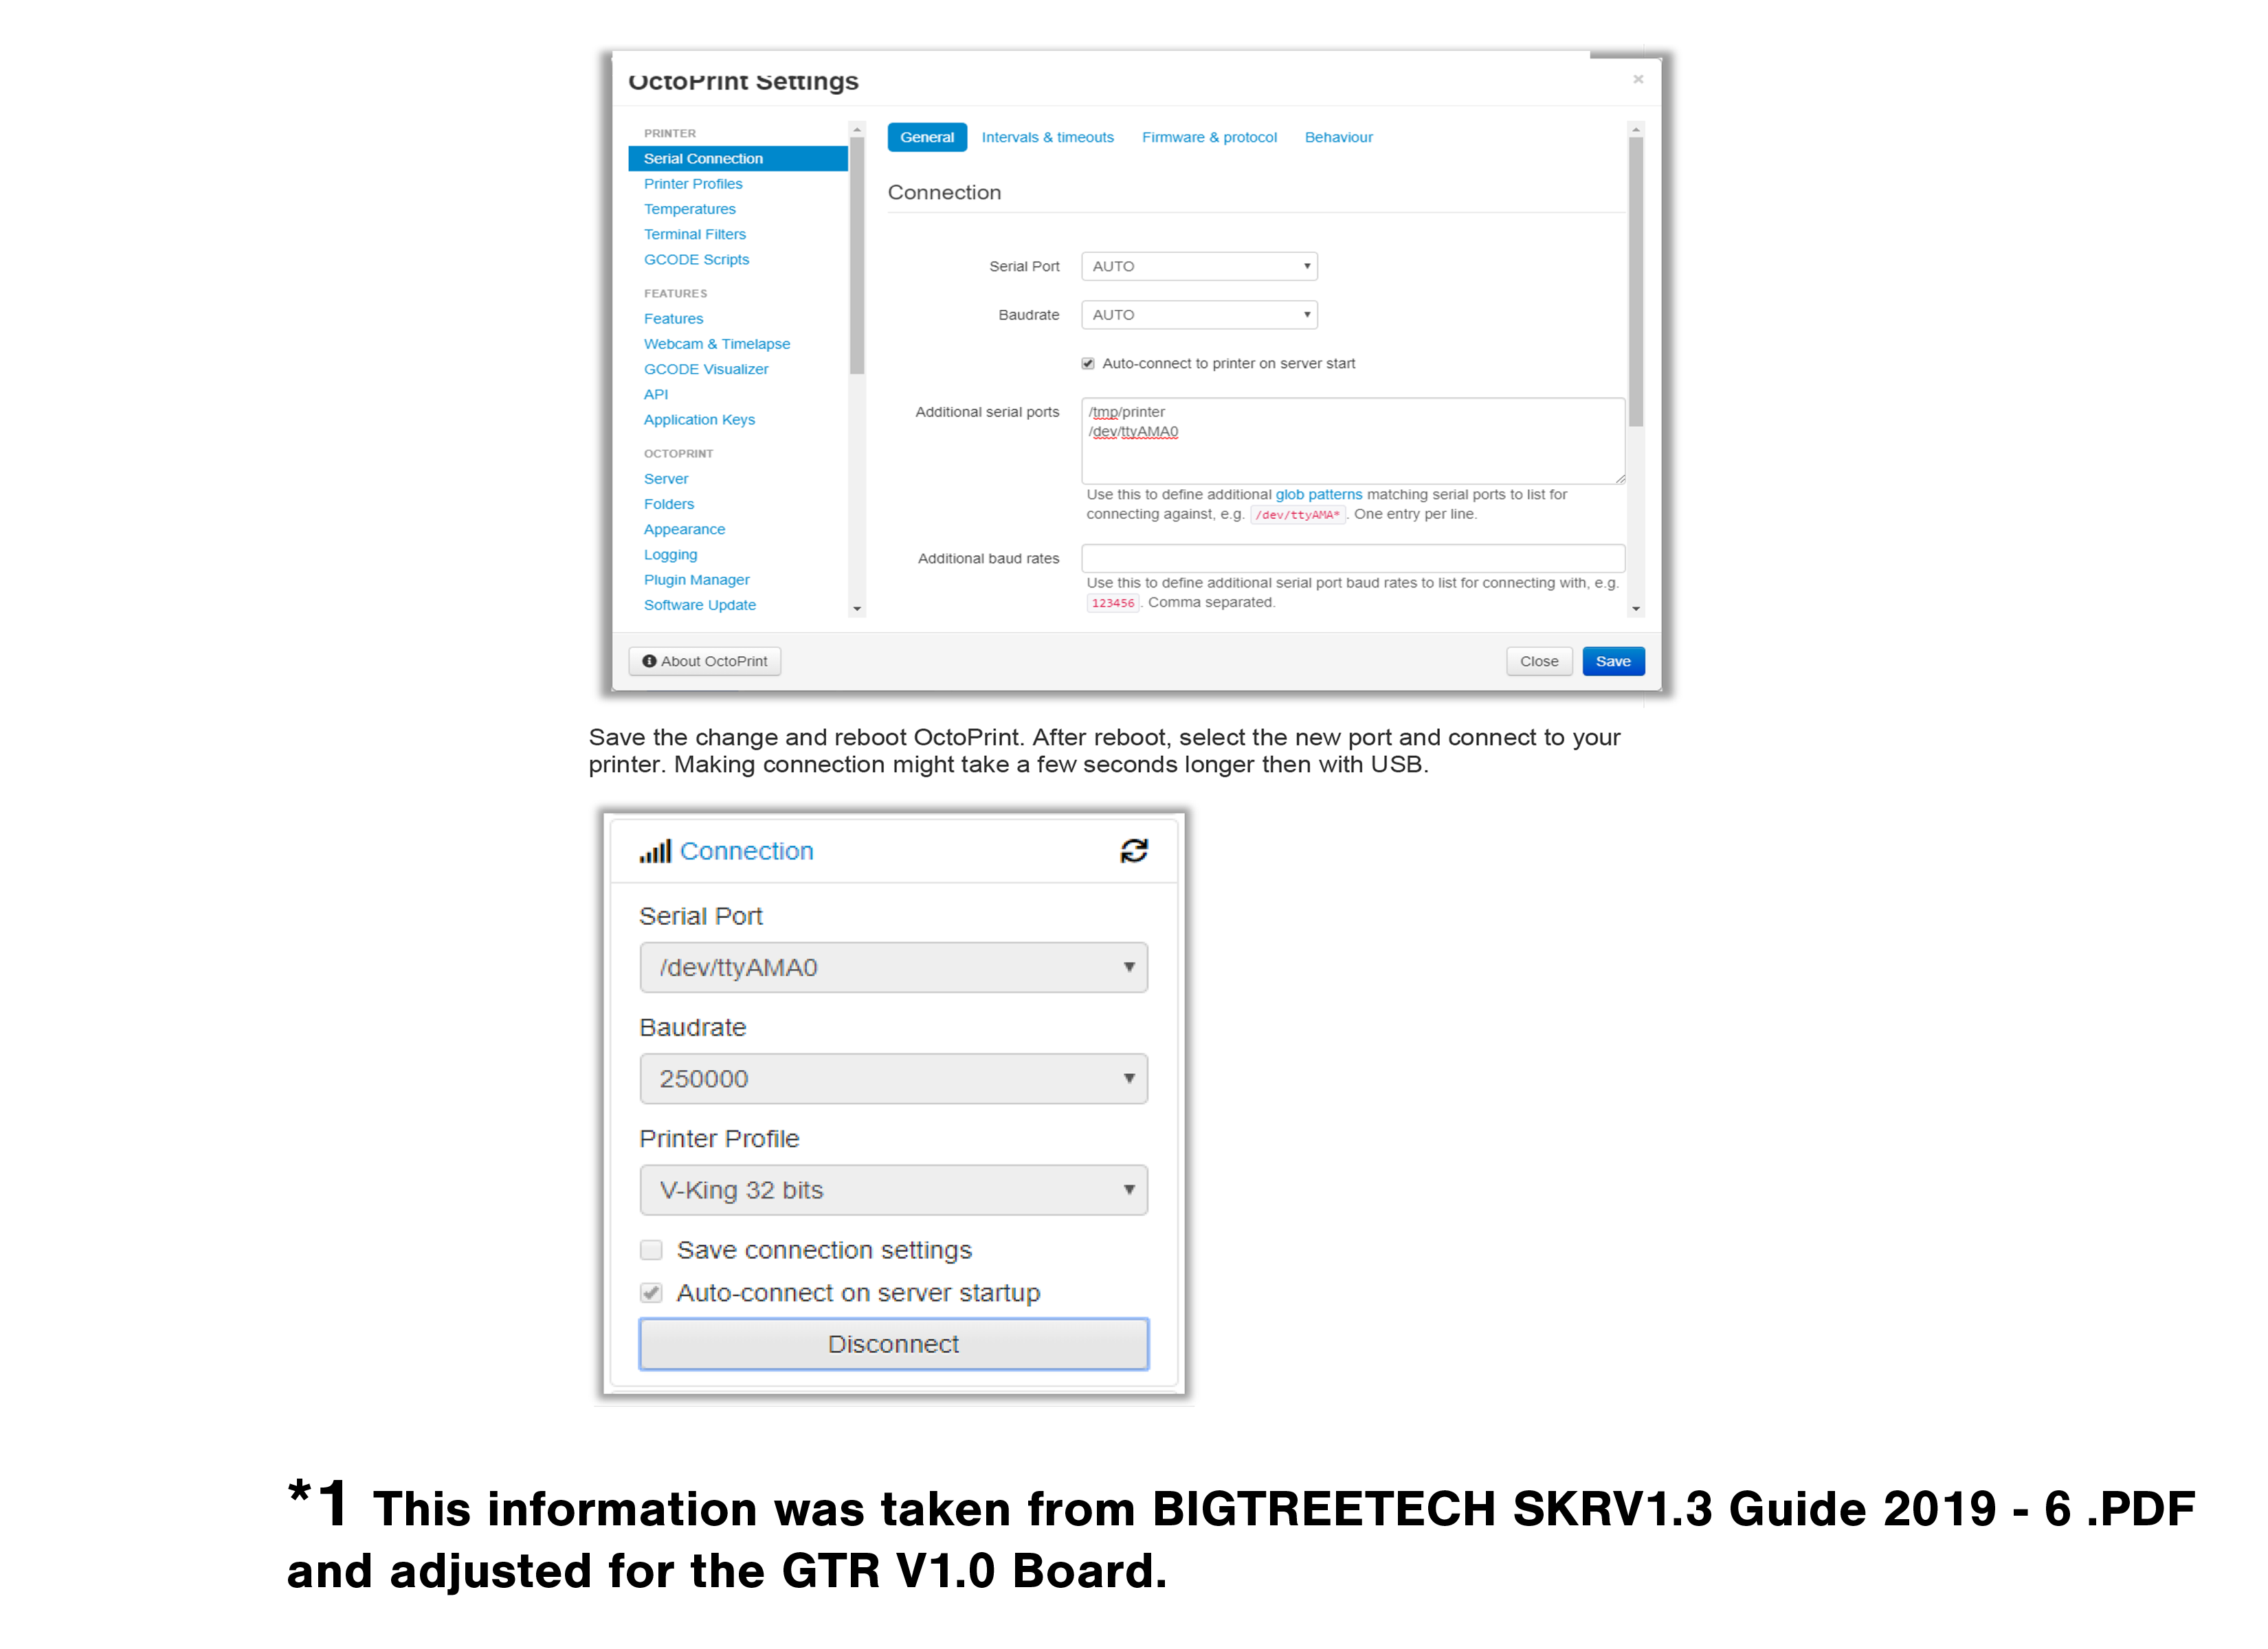 OctoPrint Settings
×
PRINTER
Serial Connection
Printer Profiles
Temperatures
Terminal Filters
GCODE Scripts
FEATURES
Features
Webcam & Timelapse
GCODE Visualizer
API
Application Keys
OCTOPRINT
Server
Folders
Appearance
Logging
Plugin Manager
Software Update
General Intervals & timeouts Firmware & protocol Behaviour
Connection
Serial Port AUTO
Baudrate AUTO
Auto-connect to printer on server start
Additional serial ports /tmp/printer
/dev/ttyAMA0
Use this to define additional glob patterns matching serial ports to list for
connecting against, e.g. /dev/ttyAMA* . One entry per line.
Additional baud rates
Use this to define additional serial port baud rates to list for connecting with, e.g.
123456 . Comma separated.
About OctoPrint Close Save
Save the change and reboot OctoPrint. After reboot, select the new port and connect to your
printer. Making connection might take a few seconds longer then with USB.
Connection
Serial Port
/dev/ttyAMA0
Baudrate
250000
Printer Profile
V-King 32 bits
Save connection settings
Auto-connect on server startup
Disconnect
*1 This information was taken from BIGTREETECH SKRV1.3 Guide 2019 - 6 .PDF
and adjusted for the GTR V1.0 Board.